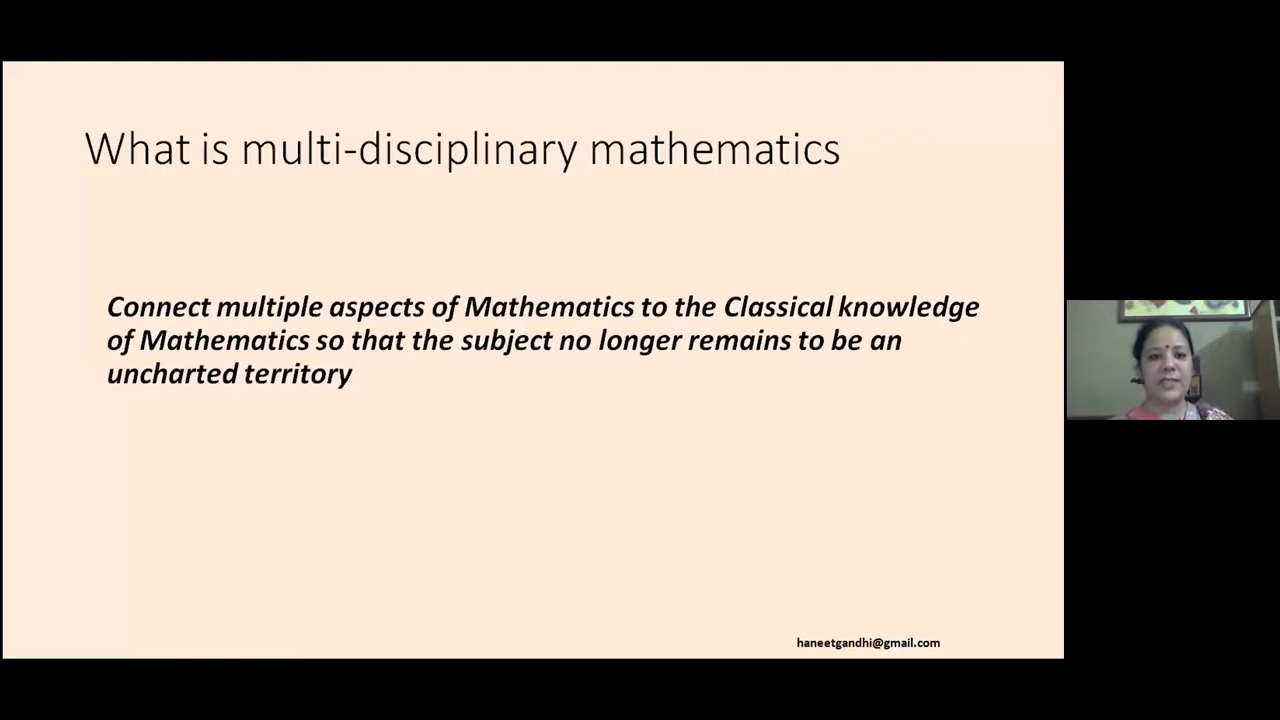 What is multi-disciplinary mathematics
Connect multiple aspects of Mathematics to the Classical knowledge
of Mathematics so that the subject no longer remains to be an
uncharted territory
haneetgandhi@gmail.com